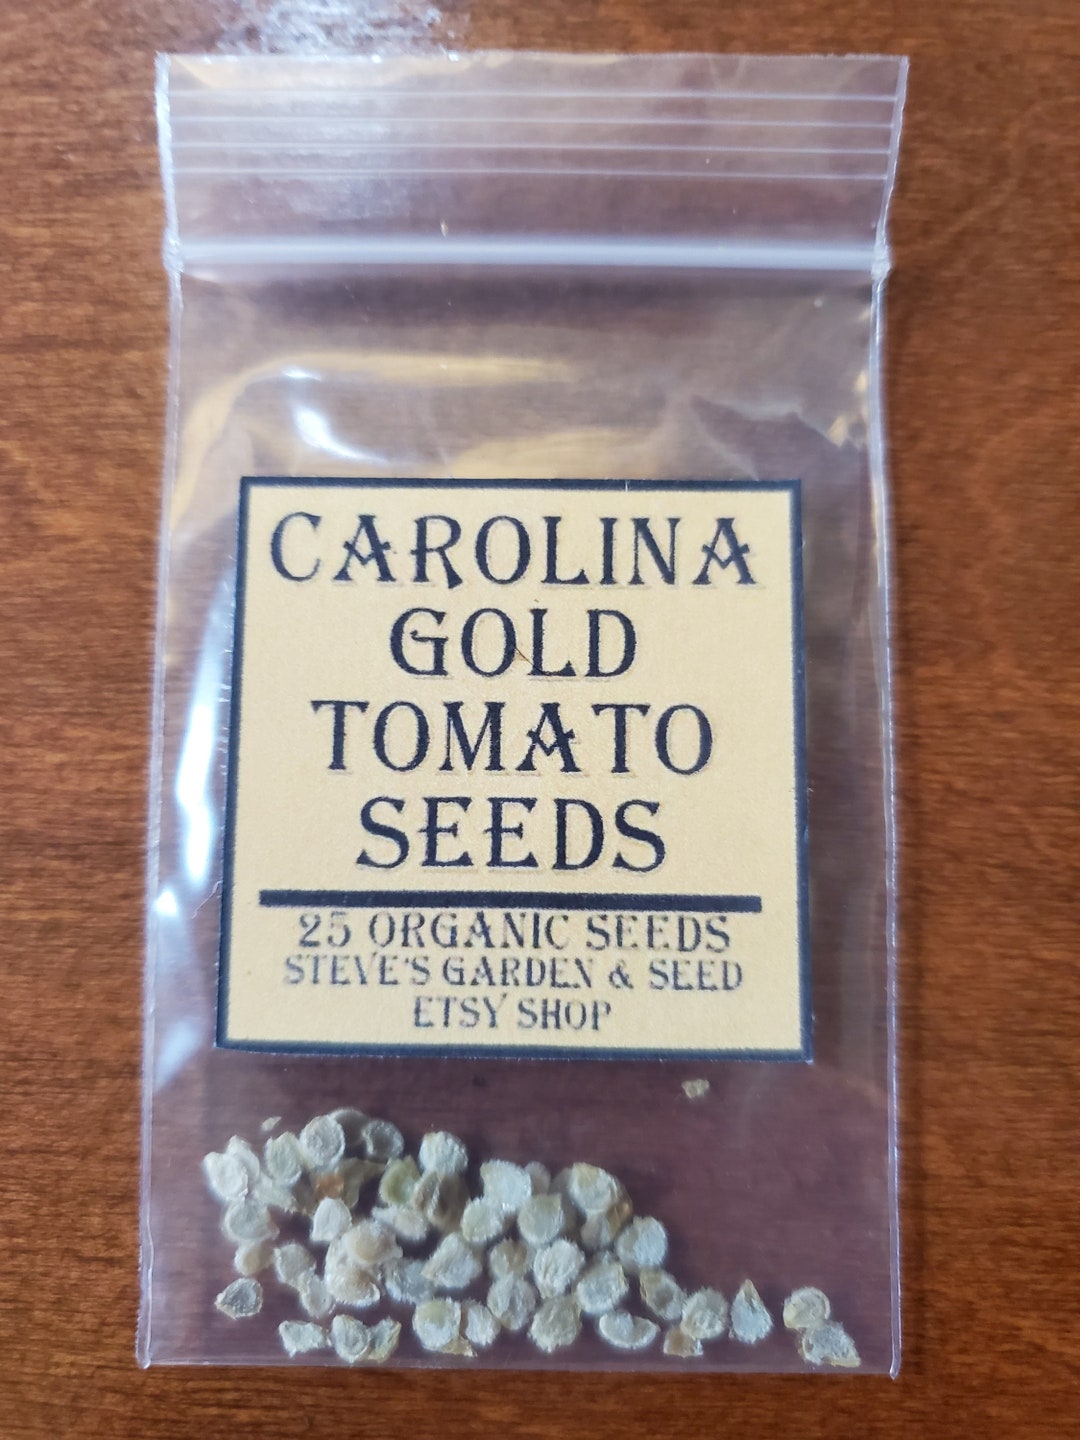 CAROLINA
GOLD
TOMATO
SEEDS
25 ORGANIC SEEDS
STEVE'S GARDEN & SEED
ETSY SHOP